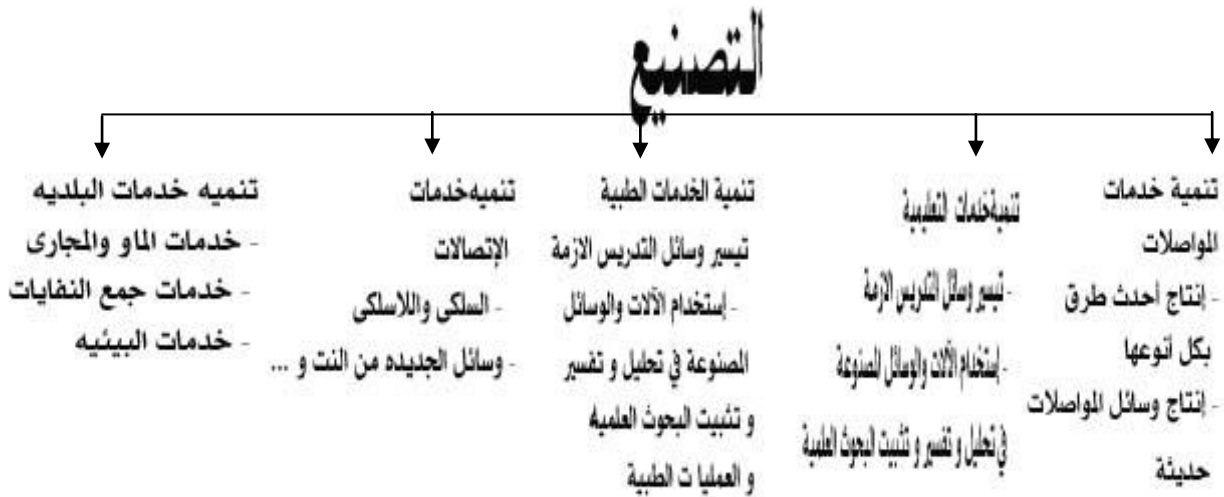 التصنيع
تنمية خدمات
المواصلات
- إنتاج أحدث طرق
بكل أنوعها
- إنتاج وسائل المواصلات
حديثة
تنميةخدمات التعليمية
- تيسير وسائل التدريس الازمة
- إستخدام الآلات والوسائل المصنوعة
في تحليل و تفسير و تثبيت البحوث العلمية
تنمية الخدمات الطبية
تيسير وسائل التدريس الازمة
- إستخدام الآلات والوسائل
المصنوعة في تحليل و تفسير
و تثبيت البحوث العلميه
و العمليا ت الطبية
تنميهخدمات
الإتصالات
- السلكى واللاسلكى
- وسائل الجديده من النت و ...
تنميه خدمات البلديه
- خدمات الماو والمجارى
- خدمات جمع النفايات
- خدمات البيئيه